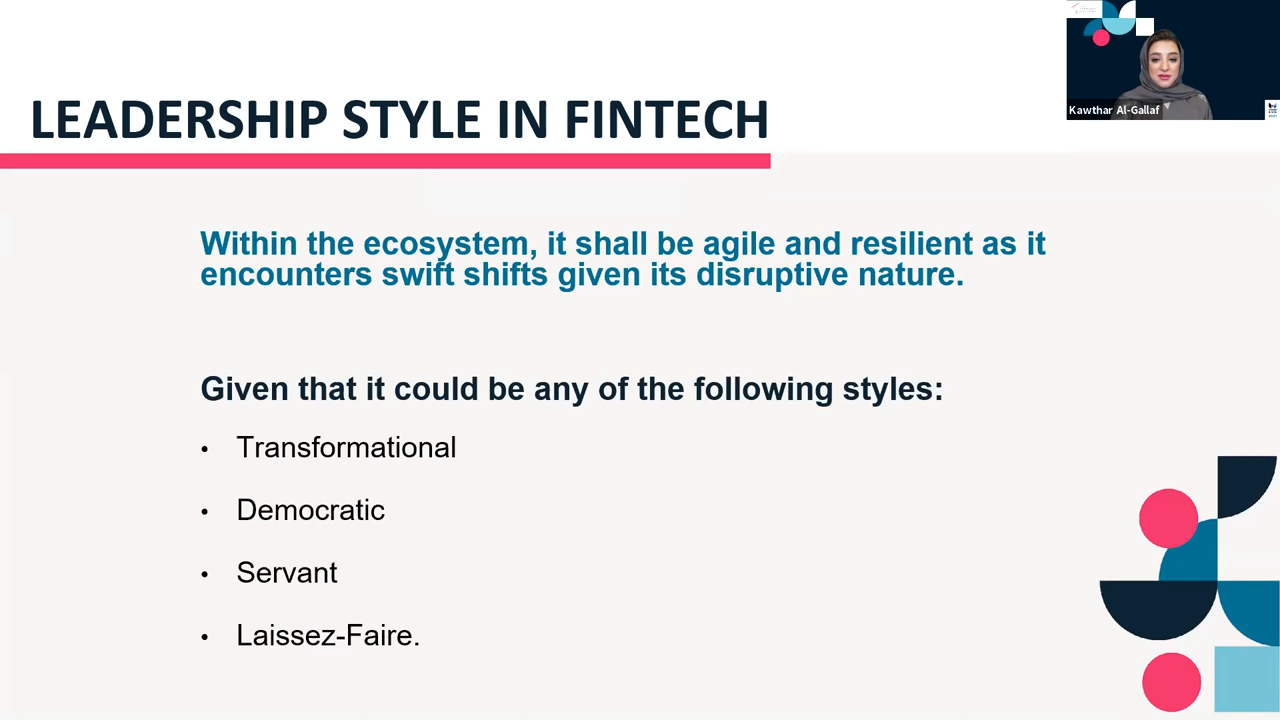 LEADERSHIP STYLE IN FINTECH
Kawthar Al-Gallaf
Within the ecosystem, it shall be agile and resilient as it
encounters swift shifts given its disruptive nature.
Given that it could be any of the following styles:
• Transformational
• Democratic
• Servant
• Laissez-Faire.